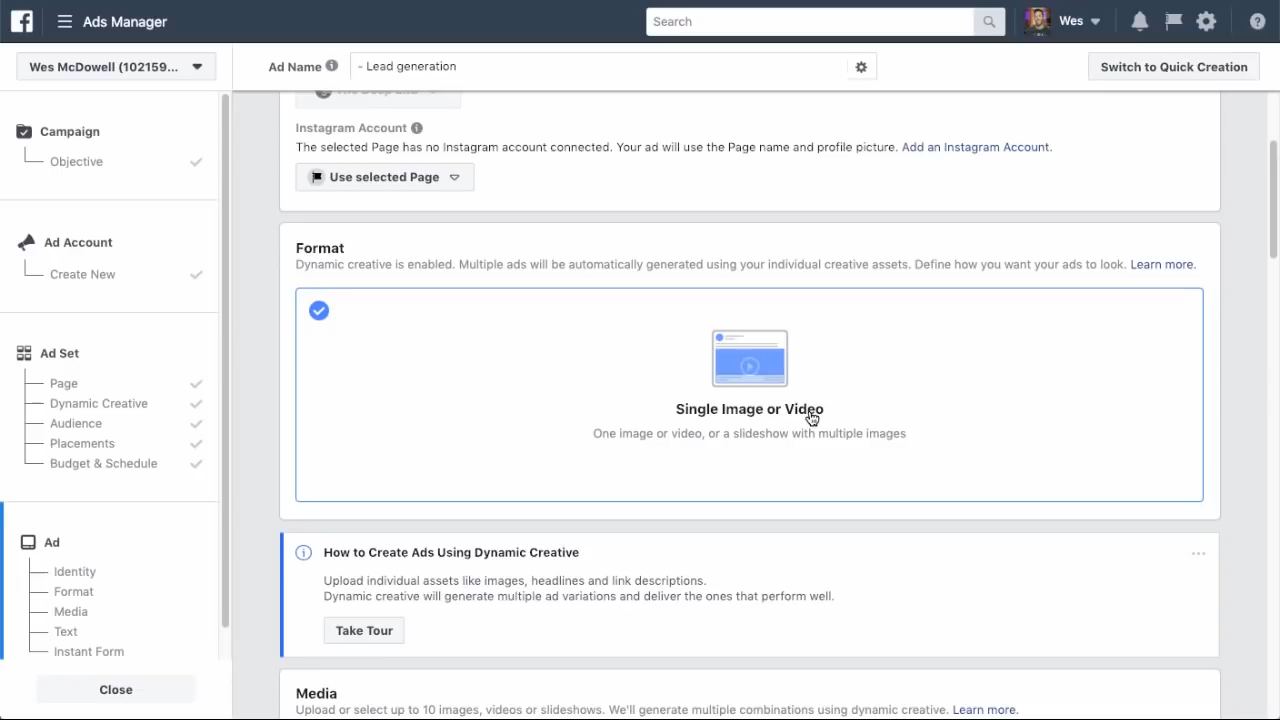 Ads Manager
Search
Wes
Wes McDowell (102159...
Ad Name
- Lead generation
Switch to Quick Creation
Campaign
Objective
Ad Account
Create New
Ad Set
Page
Dynamic Creative
Audience
Placements
Budget & Schedule
Ad
Identity
Format
Media
Text
Instant Form
Close
Instagram Account
The selected Page has no Instagram account connected. Your ad will use the Page name and profile picture. Add an Instagram Account.
Use selected Page
Format
Dynamic creative is enabled. Multiple ads will be automatically generated using your individual creative assets. Define how you want your ads to look. Learn more.
Single Image or Video
One image or video, or a slideshow with multiple images
How to Create Ads Using Dynamic Creative
Upload individual assets like images, headlines and link descriptions.
Dynamic creative will generate multiple ad variations and deliver the ones that perform well.
Take Tour
Media
Upload or select up to 10 images, videos or slideshows. We'll generate multiple combinations using dynamic creative. Learn more.